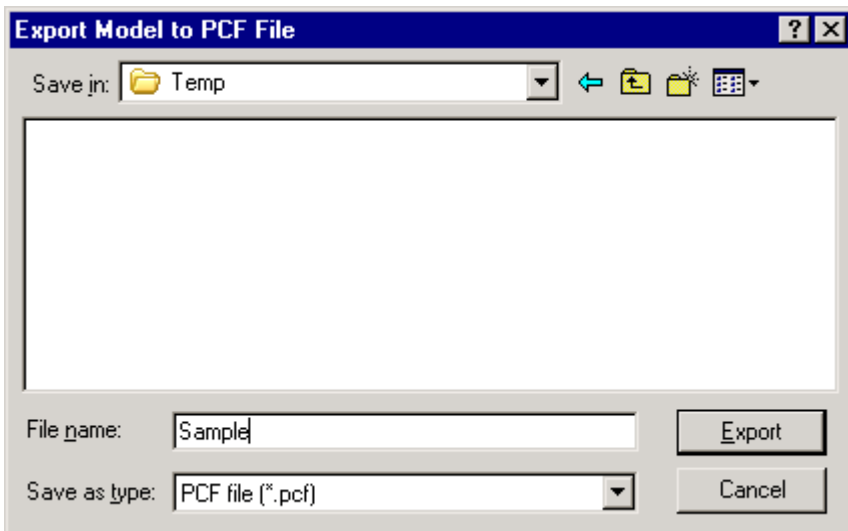 Export Model to PCF File
Save in: Temp
File name: Sample Export
Save as type: PCF file (*.pcf) Cancel